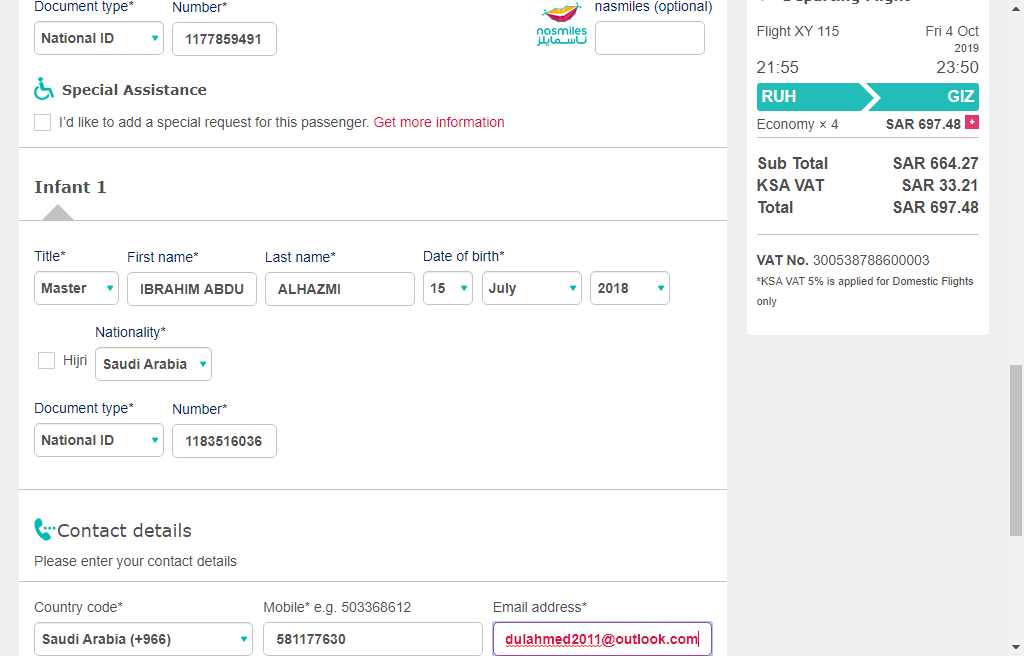 Document type*
Number*
nasmiles (optional)
National ID
1177859491
nasmiles
ناسمايلز
Special Assistance
I'd like to add a special request for this passenger. Get more information
Infant 1
Title*
First name*
Last name*
Date of birth*
Master
IBRAHIM ABDU
ALHAZMI
15
July
2018
Nationality*
Hijri
Saudi Arabia
Document type*
Number*
National ID
1183516036
Contact details
Please enter your contact details
Country code*
Mobile* e.g. 503368612
Email address*
Saudi Arabia (+966)
581177630
dulahmed2011@outlook.com
Departing Flight
Flight XY 115
Fri 4 Oct
2019
21:55
23:50
RUH
GIZ
Economy × 4
SAR 697.48
Sub Total
SAR 664.27
KSA VAT
SAR 33.21
Total
SAR 697.48
VAT No. 300538788600003
*KSA VAT 5% is applied for Domestic Flights
only